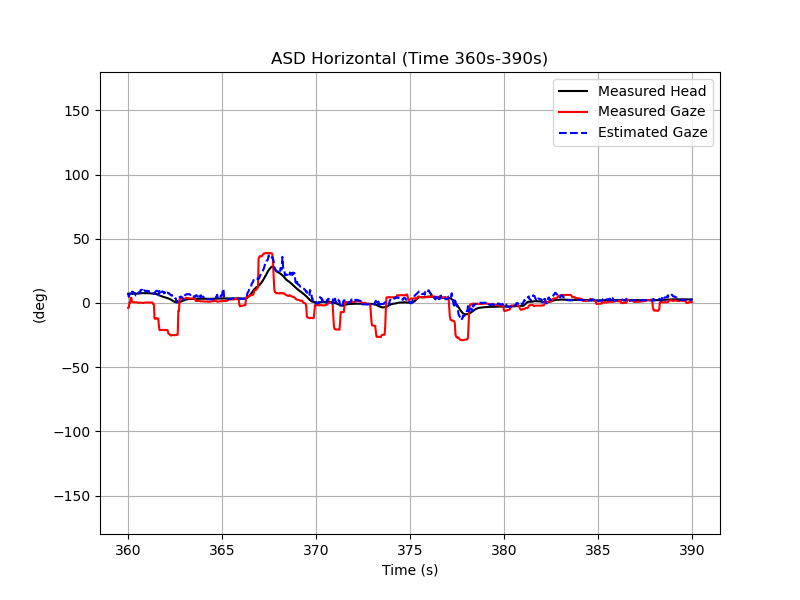 ASD Horizontal (Time 360s-390s)
Measured Head
Measured Gaze
Estimated Gaze
(deg)
150
100
50
0
−50
−100
−150
360 365 370 375 380 385 390
Time (s)